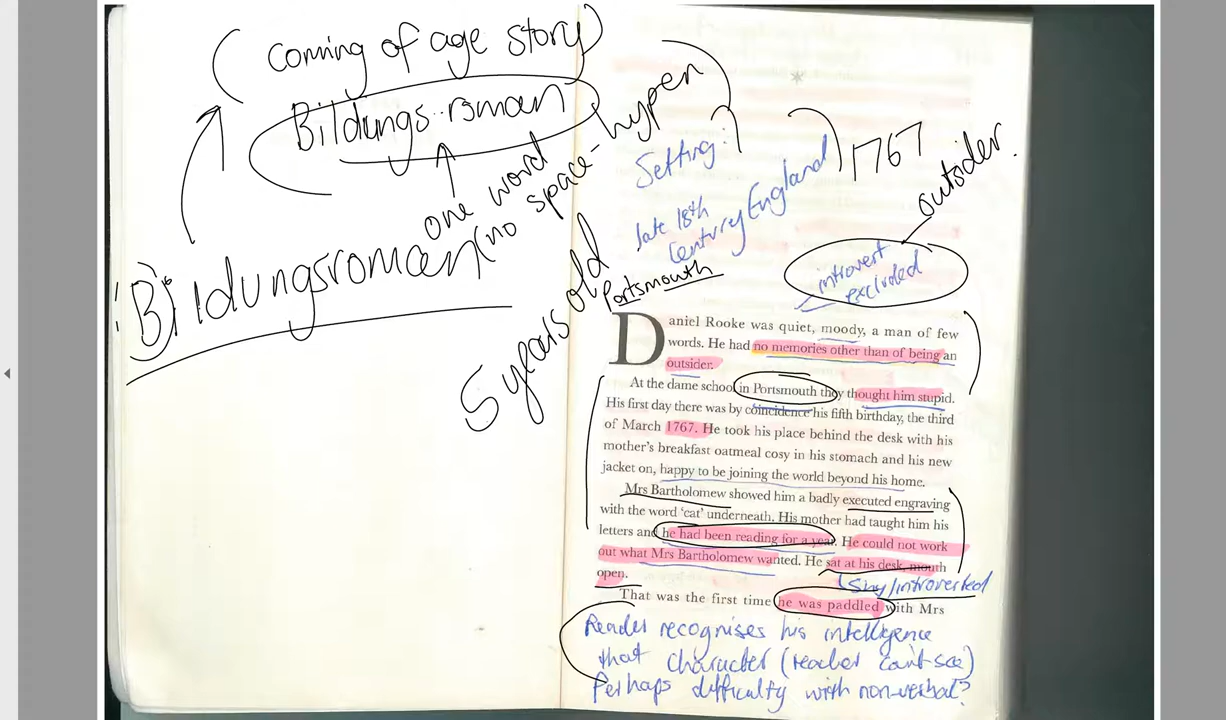 (coming of age story)
Bildungs-roman
one word
(no space - hypen
Bildungsroman
B
5 years old
Setting:
late 18th
Century England
1767
Portsmouth
outsider.
introvert
excluded
Daniel Rooke was quiet, moody, a man of few
words. He had no memories other than of being an
outsider.
At the dame school in Portsmouth they thought him stupid.
His first day there was by coincidence his fifth birthday, the third
of March 1767. He took his place behind the desk with his
mother's breakfast oatmeal cosy in his stomach and his new
jacket on, happy to be joining the world beyond his home.
Mrs Bartholomew showed him a badly executed engraving
with the word 'cat' underneath. His mother had taught him his
letters and he had been reading for a year. He could not work
out what Mrs Bartholomew wanted. He sat at his desk, mouth
open.
shy/introverted
That was the first time he was paddled with Mrs
Reader recognises his intelligence
that character (teacher can't see)
Perhaps difficulty with non-verbal?